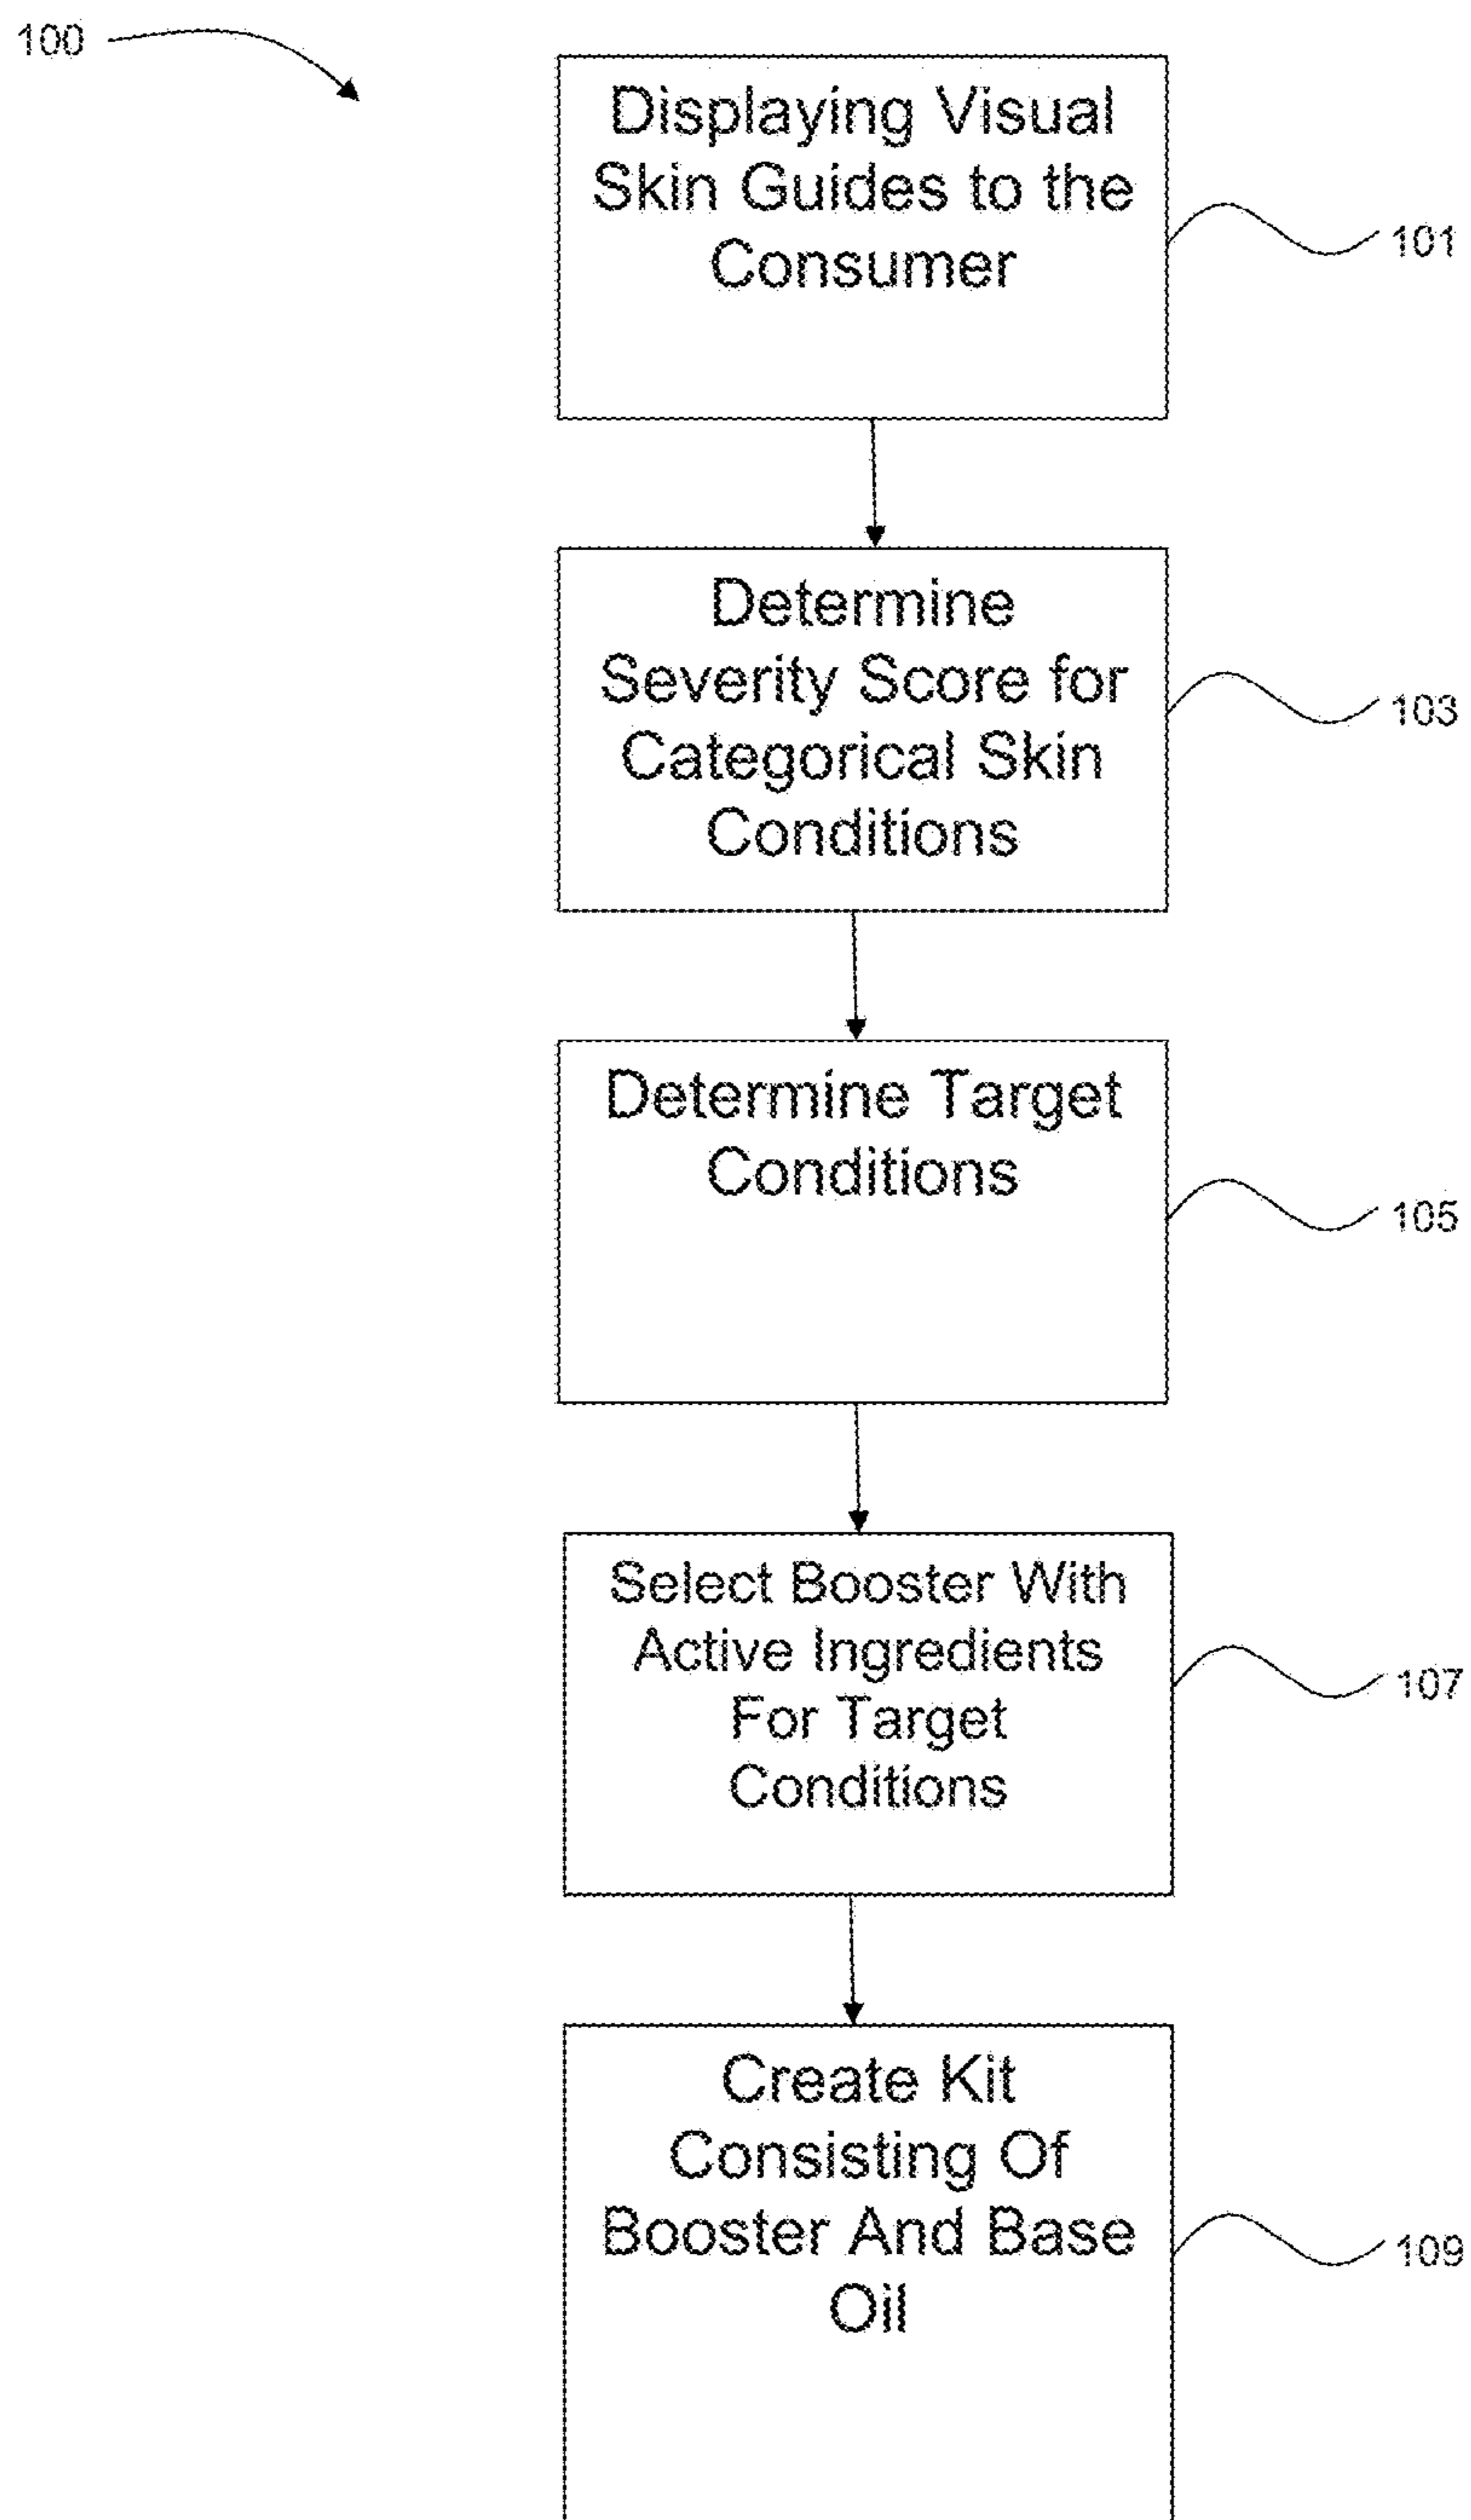 100
Displaying Visual
Skin Guides to the
Consumer
101
Determine
Severity Score for
Categorical Skin
Conditions
103
Determine Target
Conditions
105
Select Booster With
Active Ingredients
For Target
Conditions
107
Create Kit
Consisting Of
Booster And Base
Oil
109